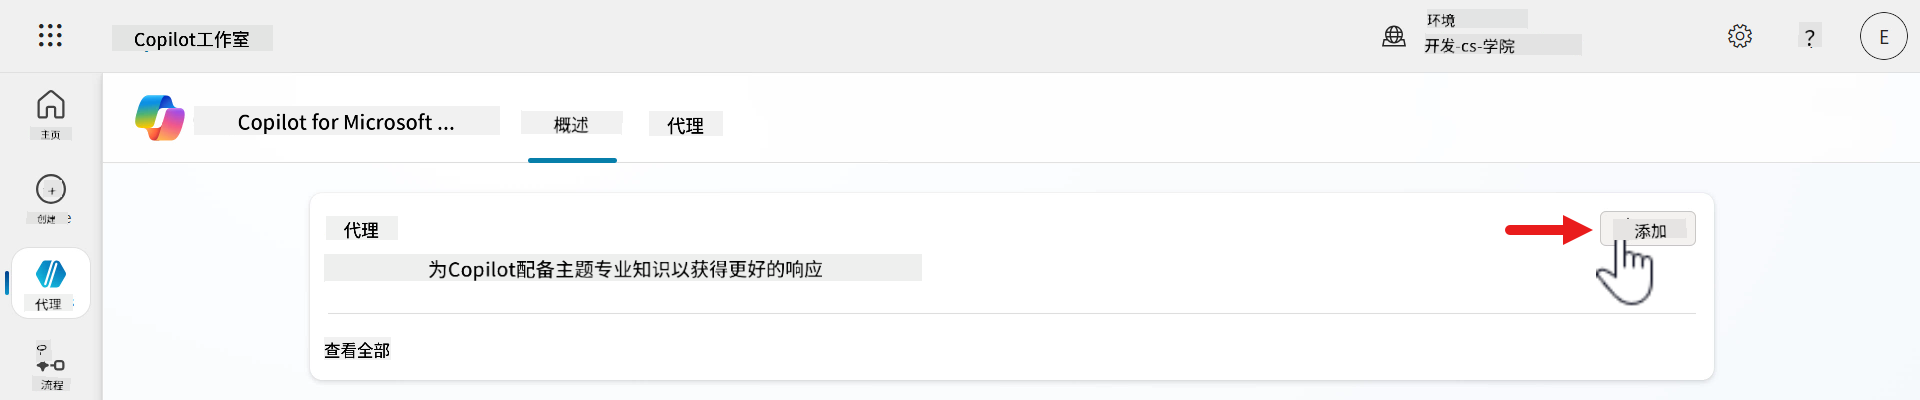 Copilot工作室
环境
开发-cs-学院
?
E
主页
创建
代理
流程
Copilot for Microsoft ...
概述
代理
代理
添加
为Copilot配备主题专业知识以获得更好的响应
查看全部